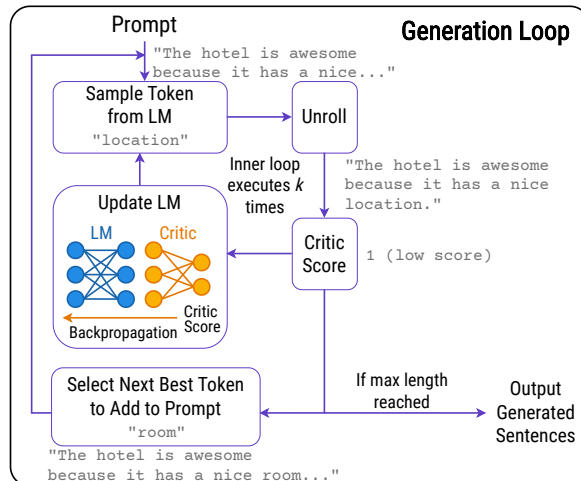 Generation Loop
Prompt
"The hotel is awesome
because it has a nice..."
Sample Token
from LM
"location"
Unroll
Inner loop
executes k
times
"The hotel is awesome
because it has a nice
location."
Update LM
LM
Critic
Critic
Score
Backpropagation
Critic
Score
1 (low score)
Select Next Best Token
to Add to Prompt
"room"
If max length
reached
Output
Generated
Sentences
"The hotel is awesome
because it has a nice room..."